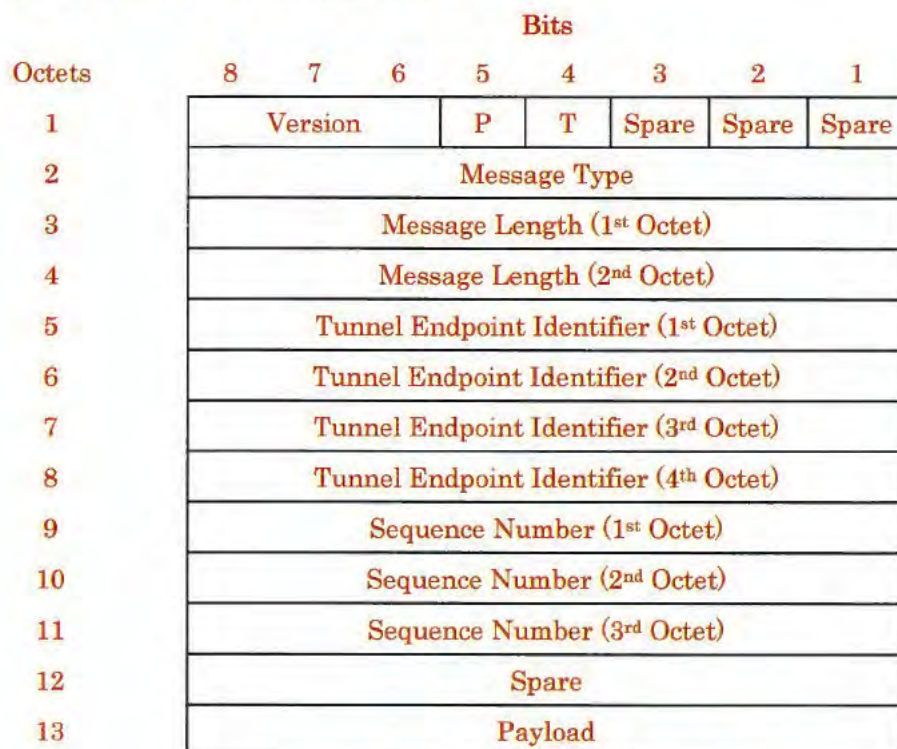 Bits
Octets 8 7 6 5 4 3 2 1
1 Version P T Spare Spare Spare
2 Message Type
3 Message Length (1st Octet)
4 Message Length (2nd Octet)
5 Tunnel Endpoint Identifier (1st Octet)
6 Tunnel Endpoint Identifier (2nd Octet)
7 Tunnel Endpoint Identifier (3rd Octet)
8 Tunnel Endpoint Identifier (4th Octet)
9 Sequence Number (1st Octet)
10 Sequence Number (2nd Octet)
11 Sequence Number (3rd Octet)
12 Spare
13 Payload